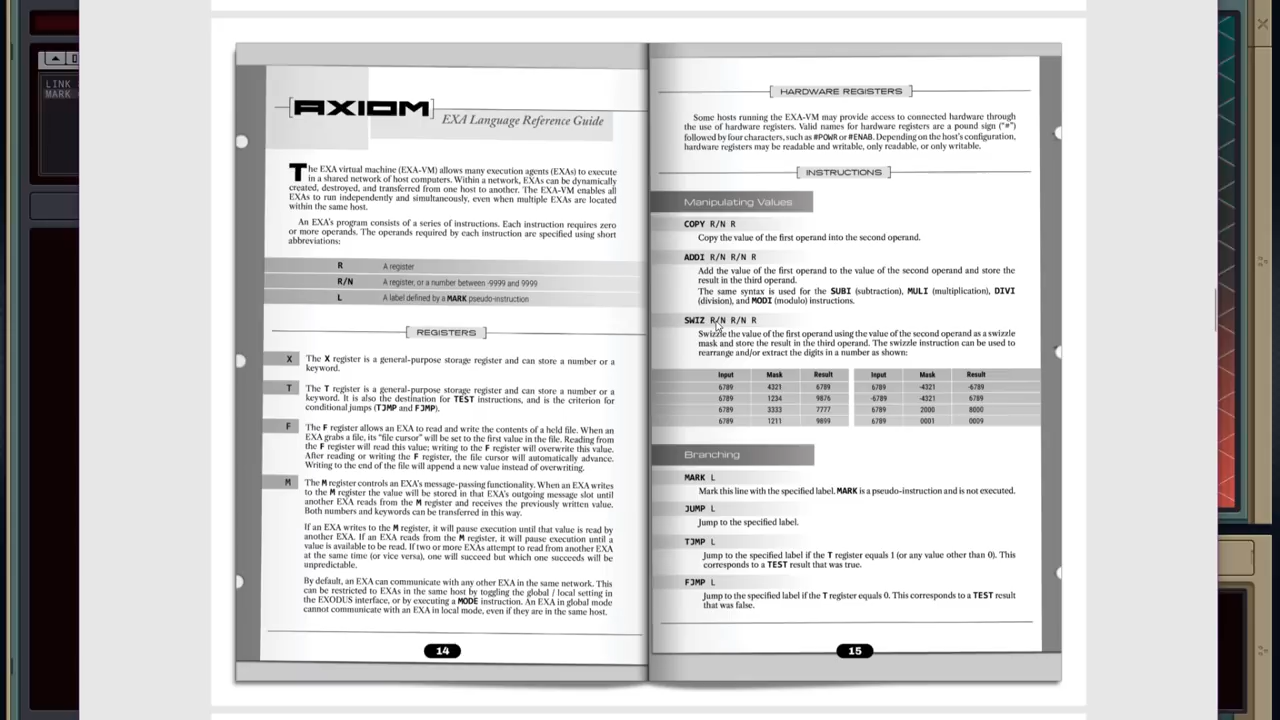 LINK
MARK
AXIOM
EXA Language Reference Guide
The EXA virtual machine (EXA-VM) allows many execution agents (EXAs) to execute
in a shared network of host computers. Within a network, EXAs can be dynamically
created, destroyed, and transferred from one host to another. The EXA-VM enables all
EXAs to run independently and simultaneously, even when multiple EXAs are located
within the same host.
An EXA's program consists of a series of instructions. Each instruction requires zero
or more operands. The operands required by each instruction are specified using short
abbreviations:
R A register
R/N A register, or a number between -9999 and 9999
L A label defined by a MARK pseudo-instruction
REGISTERS
X The X register is a general-purpose storage register and can store a number or a
keyword.
T The T register is a general-purpose storage register and can store a number or a
keyword. It is also the destination for TEST instructions, and is the criterion for
conditional jumps (TJMP and FJMP).
F The F register allows an EXA to read and write the contents of a held file. When an
EXA grabs a file, its "file cursor" will be set to the first value in the file. Reading from
the F register will read this value; writing to the F register will overwrite this value.
After reading or writing the F register, the file cursor will automatically advance.
Writing to the end of the file will append a new value instead of overwriting.
M The M register controls an EXA's message-passing functionality. When an EXA writes
to the M register the value will be stored in that EXA's outgoing message slot until
another EXA reads from the M register and receives the previously written value.
Both numbers and keywords can be transferred in this way.
If an EXA writes to the M register, it will pause execution until that value is read by
another EXA. If an EXA reads from the M register, it will pause execution until a
value is available to be read. If two or more EXAs attempt to read from another EXA
at the same time (or vice versa), one will succeed but which one succeeds will be
unpredictable.
By default, an EXA can communicate with any other EXA in the same network. This
can be restricted to EXAs in the same host by toggling the global / local setting in
the EXODUS interface, or by executing a MODE instruction. An EXA in global mode
cannot communicate with an EXA in local mode, even if they are in the same host.
14
HARDWARE REGISTERS
Some hosts running the EXA-VM may provide access to connected hardware through
the use of hardware registers. Valid names for hardware registers are a pound sign ("#")
followed by four characters, such as #POWR or #ENAB. Depending on the host's configuration,
hardware registers may be readable and writable, only readable, or only writable.
INSTRUCTIONS
Manipulating Values
COPY R/N R
Copy the value of the first operand into the second operand.
ADDI R/N R/N R
Add the value of the first operand to the value of the second operand and store the
result in the third operand.
The same syntax is used for the SUBI (subtraction), MULI (multiplication), DIVI
(division), and MODI (modulo) instructions.
SWIZ R/N R/N R
Swizzle the value of the first operand using the value of the second operand as a swizzle
mask and store the result in the third operand. The swizzle instruction can be used to
rearrange and/or extract the digits in a number as shown:
Input Mask Result Input Mask Result
6789 4321 6789 6789 -4321 -6789
6789 1234 9876 -6789 -4321 6789
6789 3333 7777 6789 2000 8000
6789 1211 9899 6789 0001 0009
Branching
MARK L
Mark this line with the specified label. MARK is a pseudo-instruction and is not executed.
JUMP L
Jump to the specified label.
TJMP L
Jump to the specified label if the T register equals 1 (or any value other than 0). This
corresponds to a TEST result that was true.
FJMP L
Jump to the specified label if the T register equals 0. This corresponds to a TEST result
that was false.
15